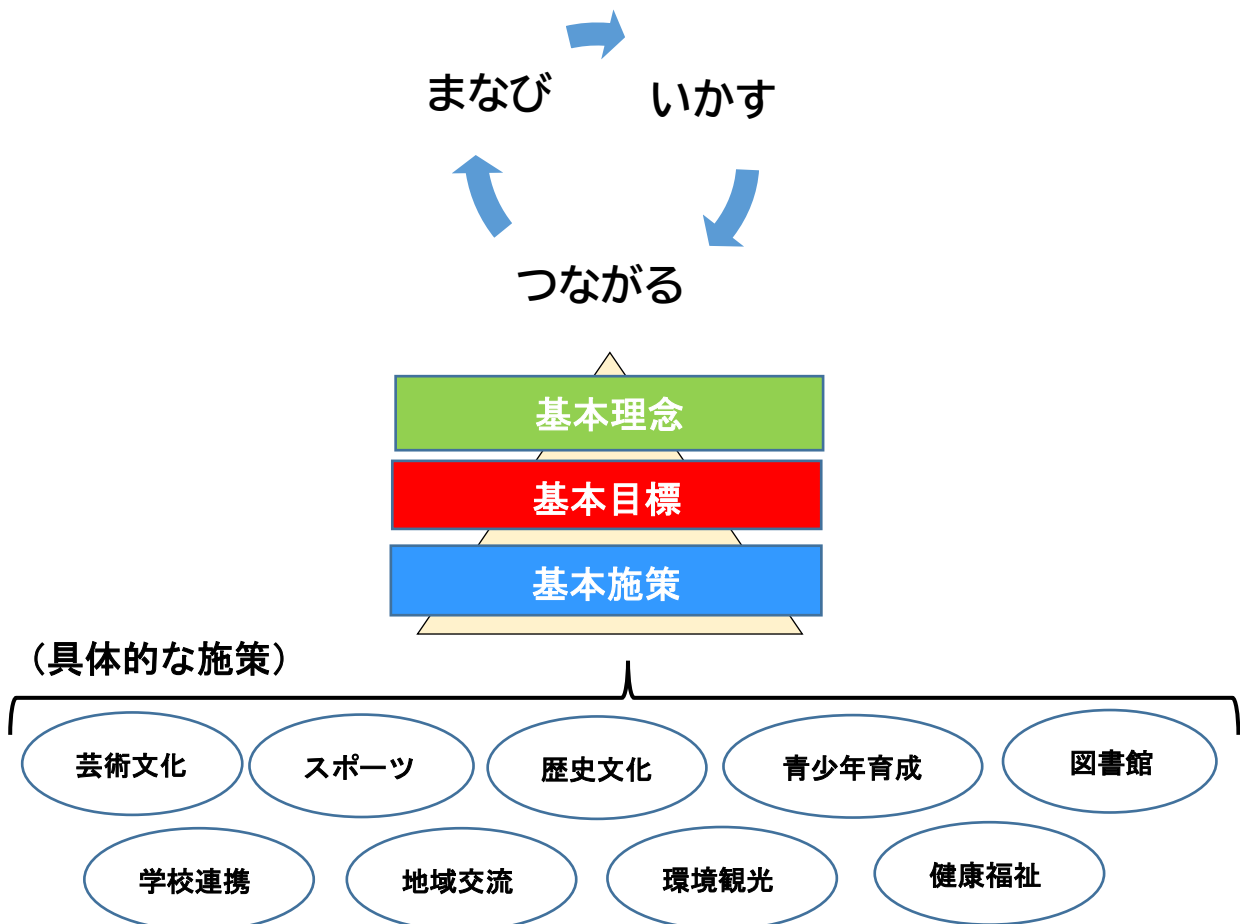 まなび
いかす
つながる
基本理念
基本目標
基本施策
（具体的な施策）
芸術文化
スポーツ
歴史文化
青少年育成
図書館
学校連携
地域交流
環境観光
健康福祉